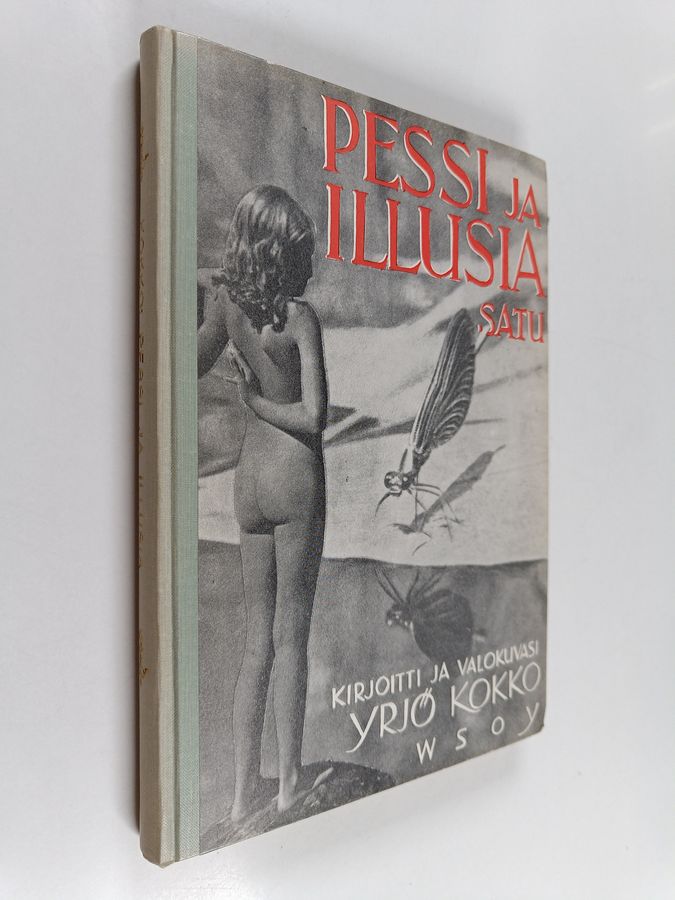 PESSI JA
ILLUSIA
SATU
KIRJOITTI JA VALOKUVASI
YRJÖ KOKKO
WSOY